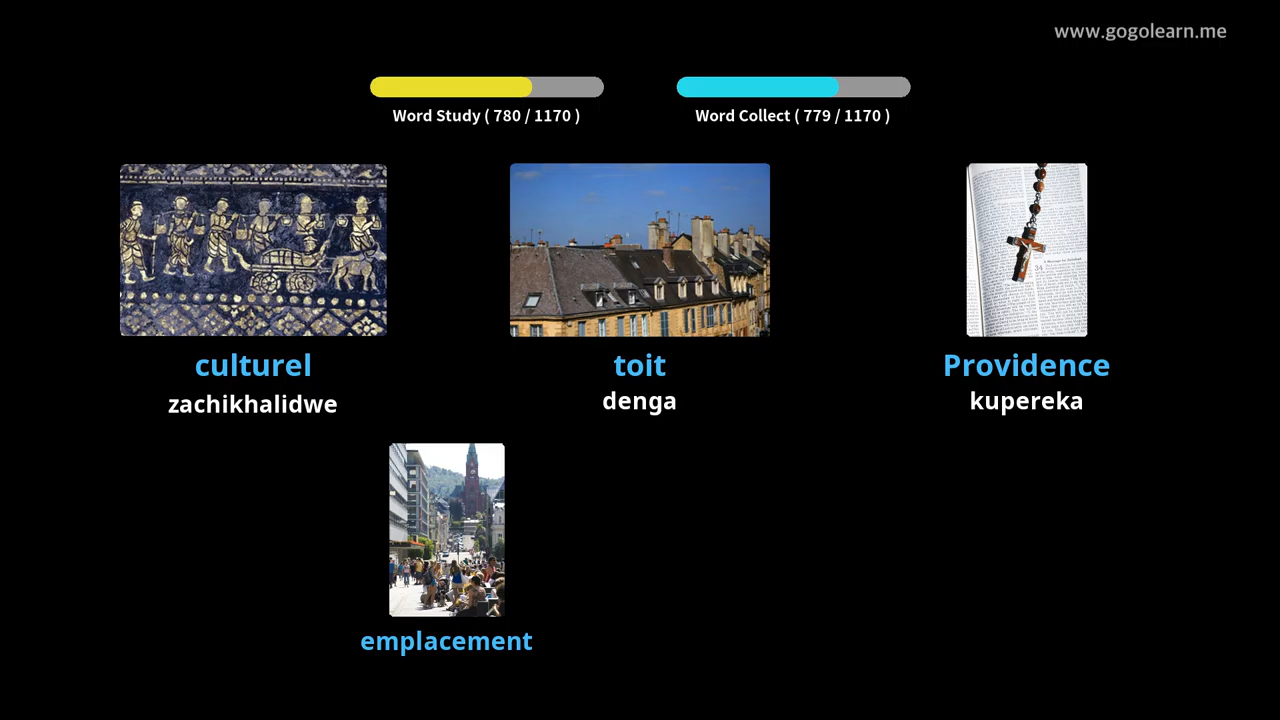 www.gogolearn.me
Word Study ( 780 / 1170 )
Word Collect ( 779 / 1170 )
culturel
toit
Providence
zachikhalidwe
denga
kupereka
emplacement